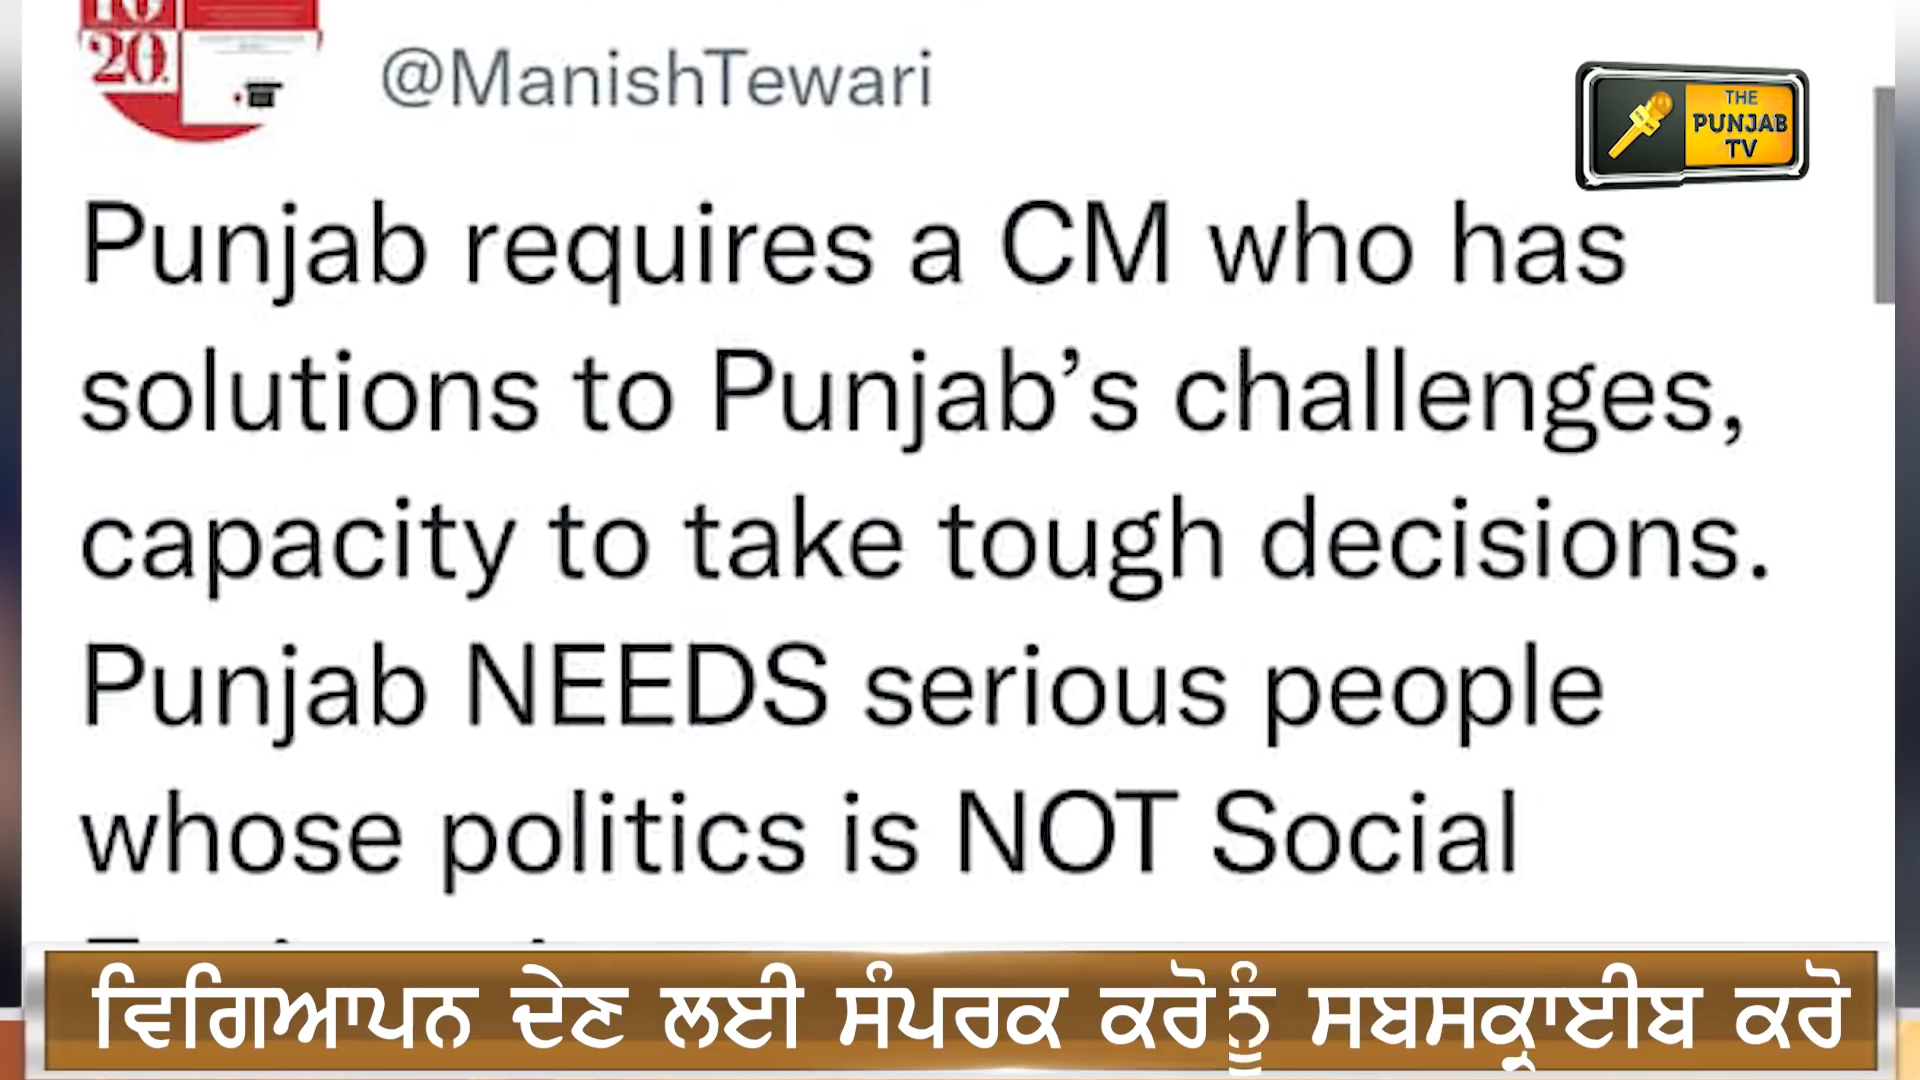 20.
@ManishTewari
THE
PUNJAB
TV
Punjab requires a CM who has
solutions to Punjab’s challenges,
capacity to take tough decisions.
Punjab NEEDS serious people
whose politics is NOT Social
ਵਿਗਿਆਪਨ ਦੇਣ ਲਈ ਸੰਪਰਕ ਕਰੋ ਨੂੰ ਸਬਸਕ੍ਰਾਈਬ ਕਰੋ